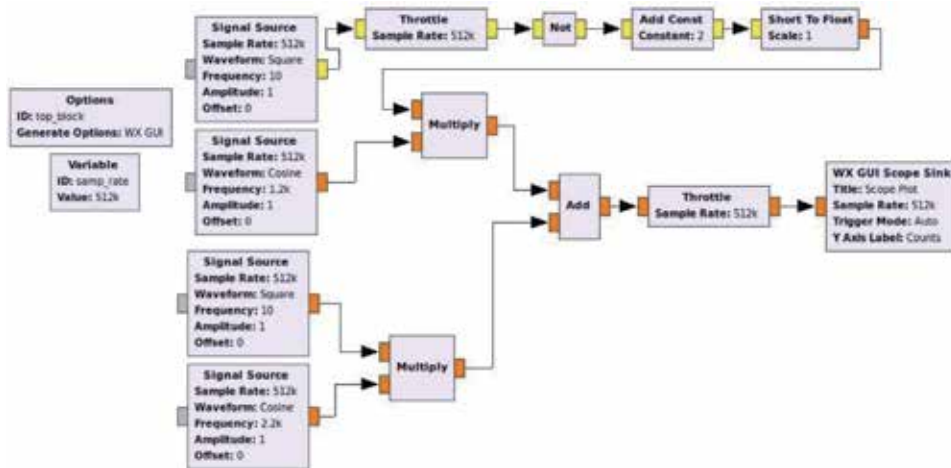 Options
ID: top_block
Generate Options: WX GUI
Variable
ID: samp_rate
Value: 512k
Signal Source
Sample Rate: 512k
Waveform: Square
Frequency: 10
Amplitude: 1
Offset: 0
Throttle
Sample Rate: 512k
Not
Add Const
Constant: 2
Short To Float
Scale: 1
Signal Source
Sample Rate: 512k
Waveform: Cosine
Frequency: 1.2k
Amplitude: 1
Offset: 0
Multiply
Add
Throttle
Sample Rate: 512k
WX GUI Scope Sink
Title: Scope Plot
Sample Rate: 512k
Trigger Mode: Auto
Y Axis Label: Counts
Signal Source
Sample Rate: 512k
Waveform: Square
Frequency: 10
Amplitude: 1
Offset: 0
Signal Source
Sample Rate: 512k
Waveform: Cosine
Frequency: 2.2k
Amplitude: 1
Offset: 0
Multiply